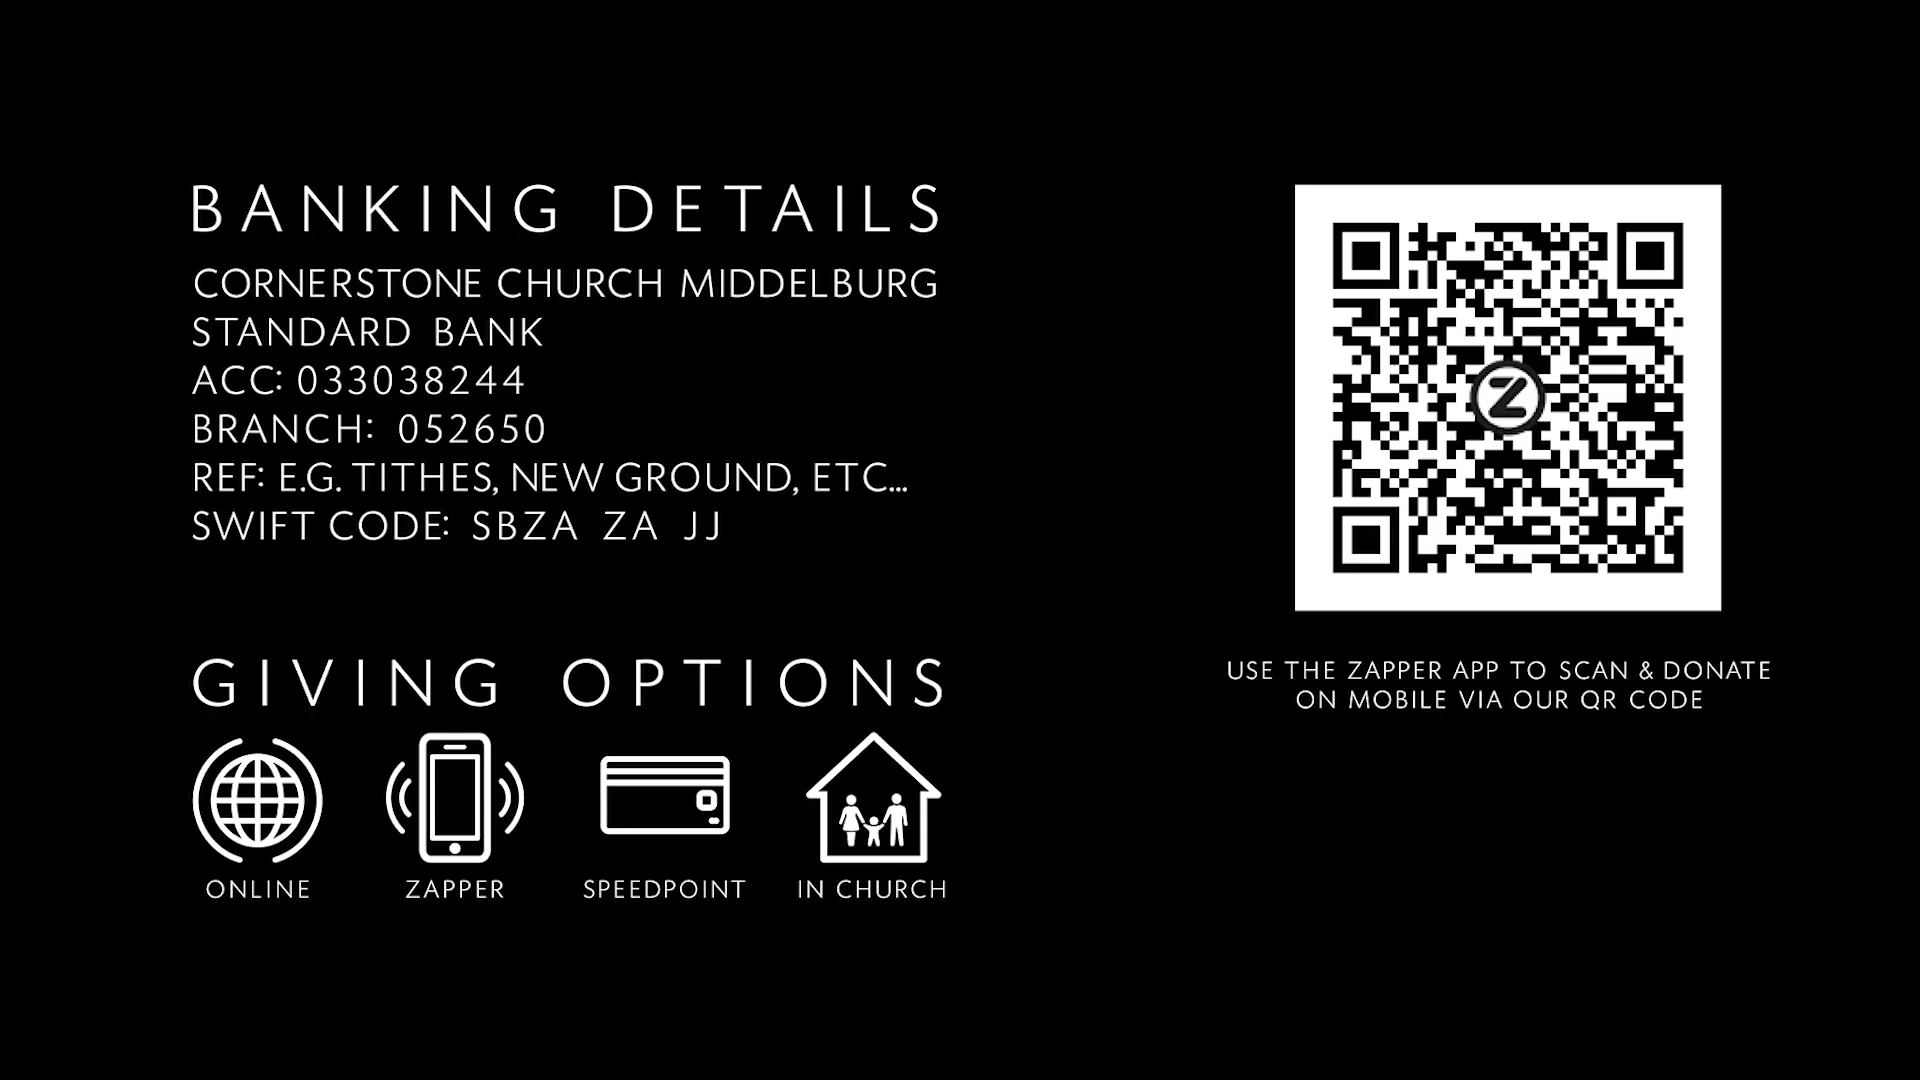 BANKING DETAILS
CORNERSTONE CHURCH MIDDELBURG
STANDARD BANK
ACC: 033038244
BRANCH: 052650
REF: E.G. TITHES, NEW GROUND, ETC...
SWIFT CODE: SBZA ZA JJ
GIVING OPTIONS
ONLINE ZAPPER SPEEDPOINT IN CHURCH
Z
USE THE ZAPPER APP TO SCAN & DONATE
ON MOBILE VIA OUR QR CODE